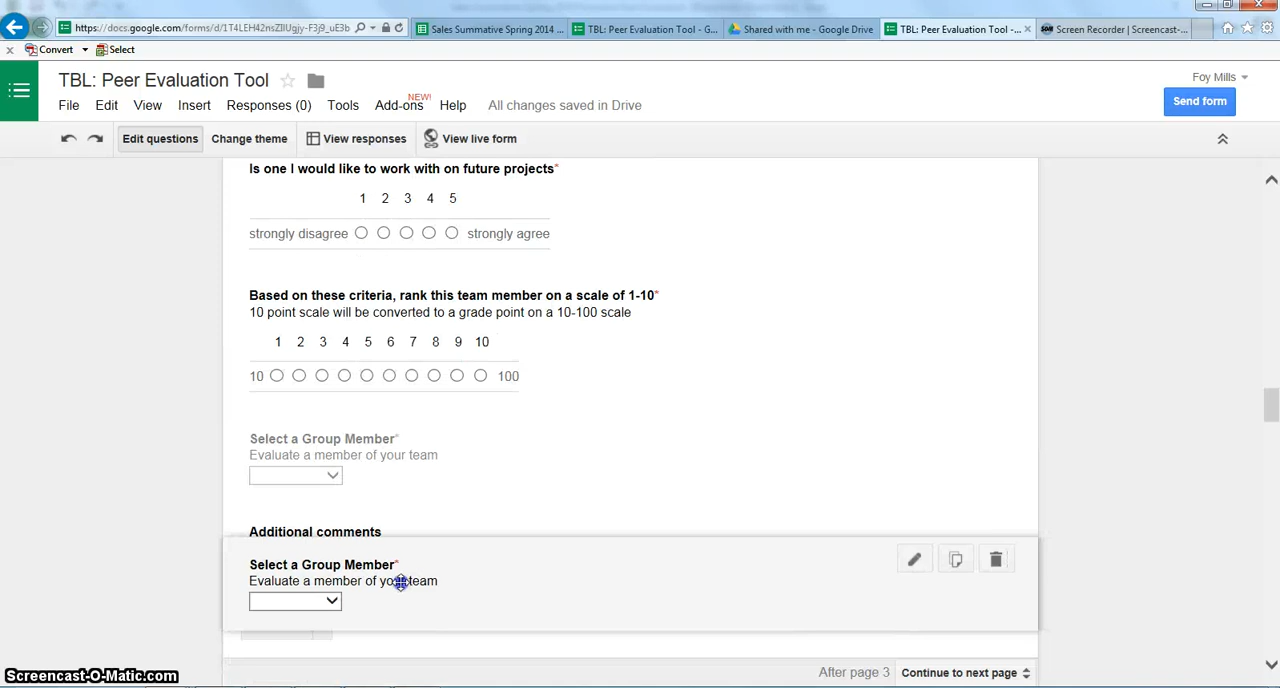 https://docs.google.com/forms/d/1T4LEH42nsZIlUgjy-F3j9_uE3b
Sales Summative Spring 2014 ...
TBL: Peer Evaluation Tool - G...
Shared with me - Google Drive
TBL: Peer Evaluation Tool -...
Screen Recorder | Screencast-...
Convert
Select
TBL: Peer Evaluation Tool
Foy Mills
File Edit View Insert Responses (0) Tools Add-ons NEW! Help All changes saved in Drive
Send form
Edit questions Change theme View responses View live form
Is one I would like to work with on future projects*
1 2 3 4 5
strongly disagree strongly agree
Based on these criteria, rank this team member on a scale of 1-10*
10 point scale will be converted to a grade point on a 10-100 scale
1 2 3 4 5 6 7 8 9 10
10 100
Select a Group Member*
Evaluate a member of your team
Additional comments
Select a Group Member*
Evaluate a member of your team
After page 3 Continue to next page
Screencast-O-Matic.com